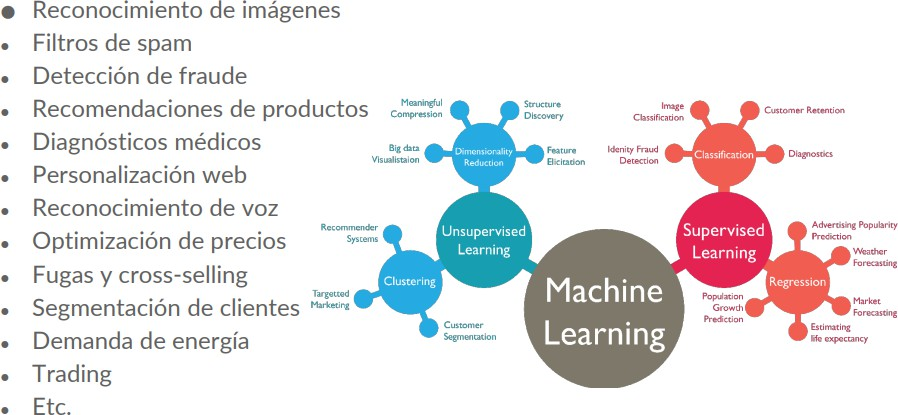 Reconocimiento de imágenes
Filtros de spam
Detección de fraude
Recomendaciones de productos
Diagnósticos médicos
Personalización web
Reconocimiento de voz
Optimización de precios
Fugas y cross-selling
Segmentación de clientes
Demanda de energía
Trading
Etc.
Meaningful
Compression
Structure
Discovery
Big data
Visualistaion
Dimensionality
Reduction
Feature
Elicitation
Unsupervised
Learning
Recommender
Systems
Clustering
Targetted
Marketing
Customer
Segmentation
Machine
Learning
Image
Classification
Customer Retention
Idenity Fraud
Detection
Classification
Diagnostics
Supervised
Learning
Advertising Popularity
Prediction
Weather
Forecasting
Regression
Population
Growth
Prediction
Market
Forecasting
Estimating
life expectancy